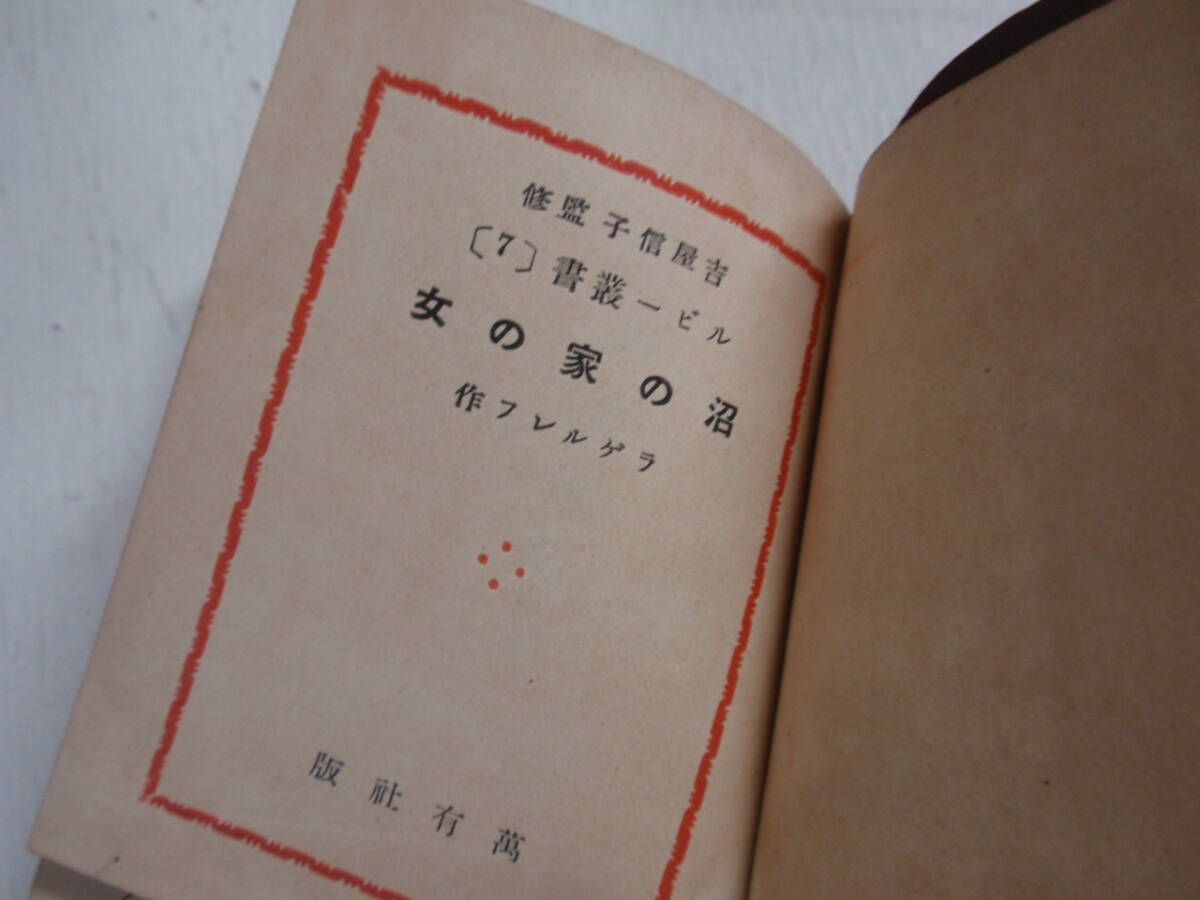 吉屋信子 監修
ルビー叢書〔7〕
沼の家の女
ラゲルレフ作
萬有社版